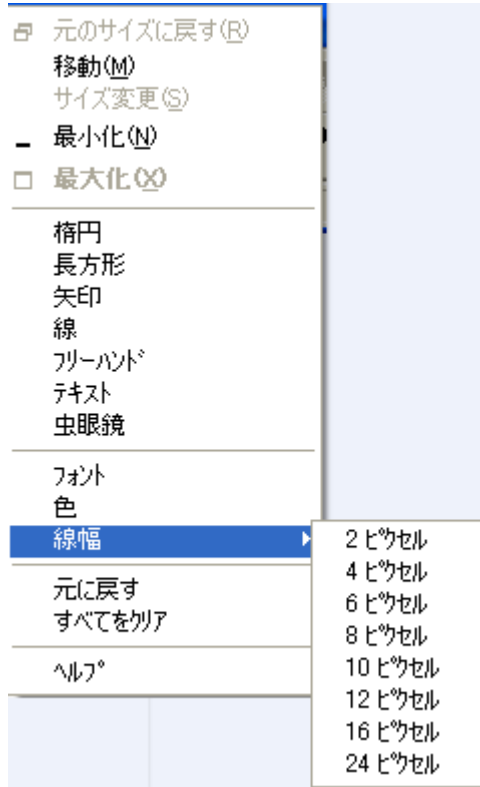 元のサイズに戻す(R)
移動(M)
サイズ変更(S)
最小化(N)
最大化(X)
楕円
長方形
矢印
線
フリーハンド
テキスト
虫眼鏡
フォント
色
線幅
2 ピクセル
4 ピクセル
6 ピクセル
8 ピクセル
10 ピクセル
12 ピクセル
16 ピクセル
24 ピクセル
元に戻す
すべてをクリア
ヘルプ